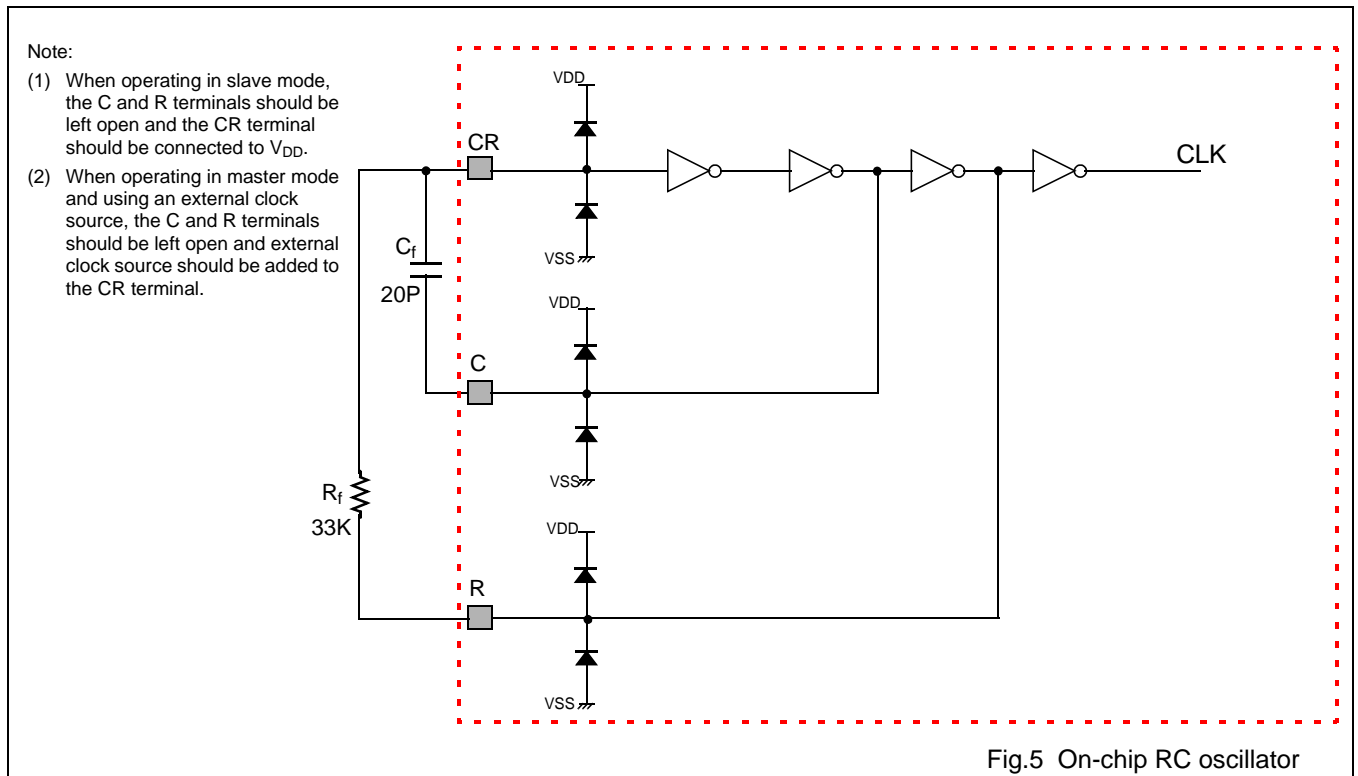 Note:
(1) When operating in slave mode,
the C and R terminals should be
left open and the CR terminal
should be connected to VDD.
(2) When operating in master mode
and using an external clock
source, the C and R terminals
should be left open and external
clock source should be added to
the CR terminal.
VDD
CR
CLK
VSS
Cf
20P
VDD
C
VSS
Rf
33K
VDD
R
VSS
Fig.5 On-chip RC oscillator